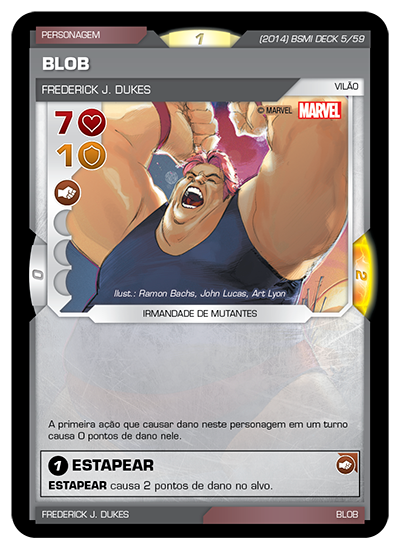 PERSONAGEM
1
(2014) BSMI DECK 5/59
BLOB
FREDERICK J. DUKES
VILÃO
7
© MARVEL MARVEL
1
0
2
Ilust.: Ramon Bachs, John Lucas, Art Lyon
IRMANDADE DE MUTANTES
A primeira ação que causar dano neste personagem em um turno
causa 0 pontos de dano nele.
1 ESTAPEAR
ESTAPEAR causa 2 pontos de dano no alvo.
FREDERICK J. DUKES
BLOB